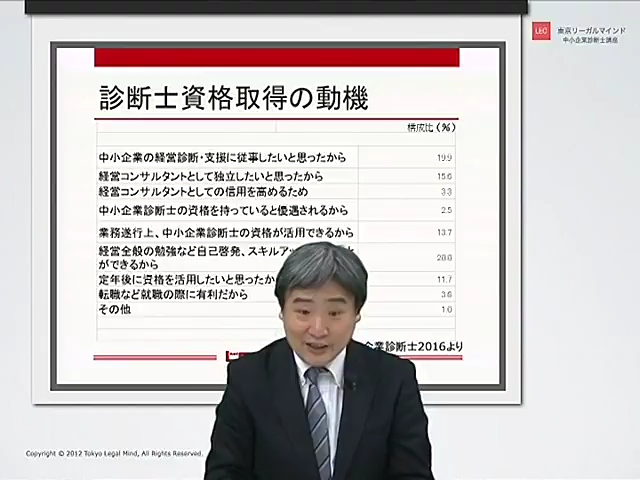 LEC 東京リーガルマインド
中小企業診断士講座
診断士資格取得の動機
構成比（％）
中小企業の経営診断・支援に従事したいと思ったから 19.9
経営コンサルタントとして独立したいと思ったから 15.6
経営コンサルタントとしての信用を高めるため 3.3
中小企業診断士の資格を持っていると優遇されるから 2.5
業務遂行上、中小企業診断士の資格が活用できるから 13.7
経営全般の勉強など自己啓発、スキルアッ
ができるから
定年後に資格を活用したいと思ったか 11.7
転職など就職の際に有利だから 3.6
その他 1.0
企業診断士2016より
Copyright © 2012 Tokyo Legal Mind, All Rights Reserved.